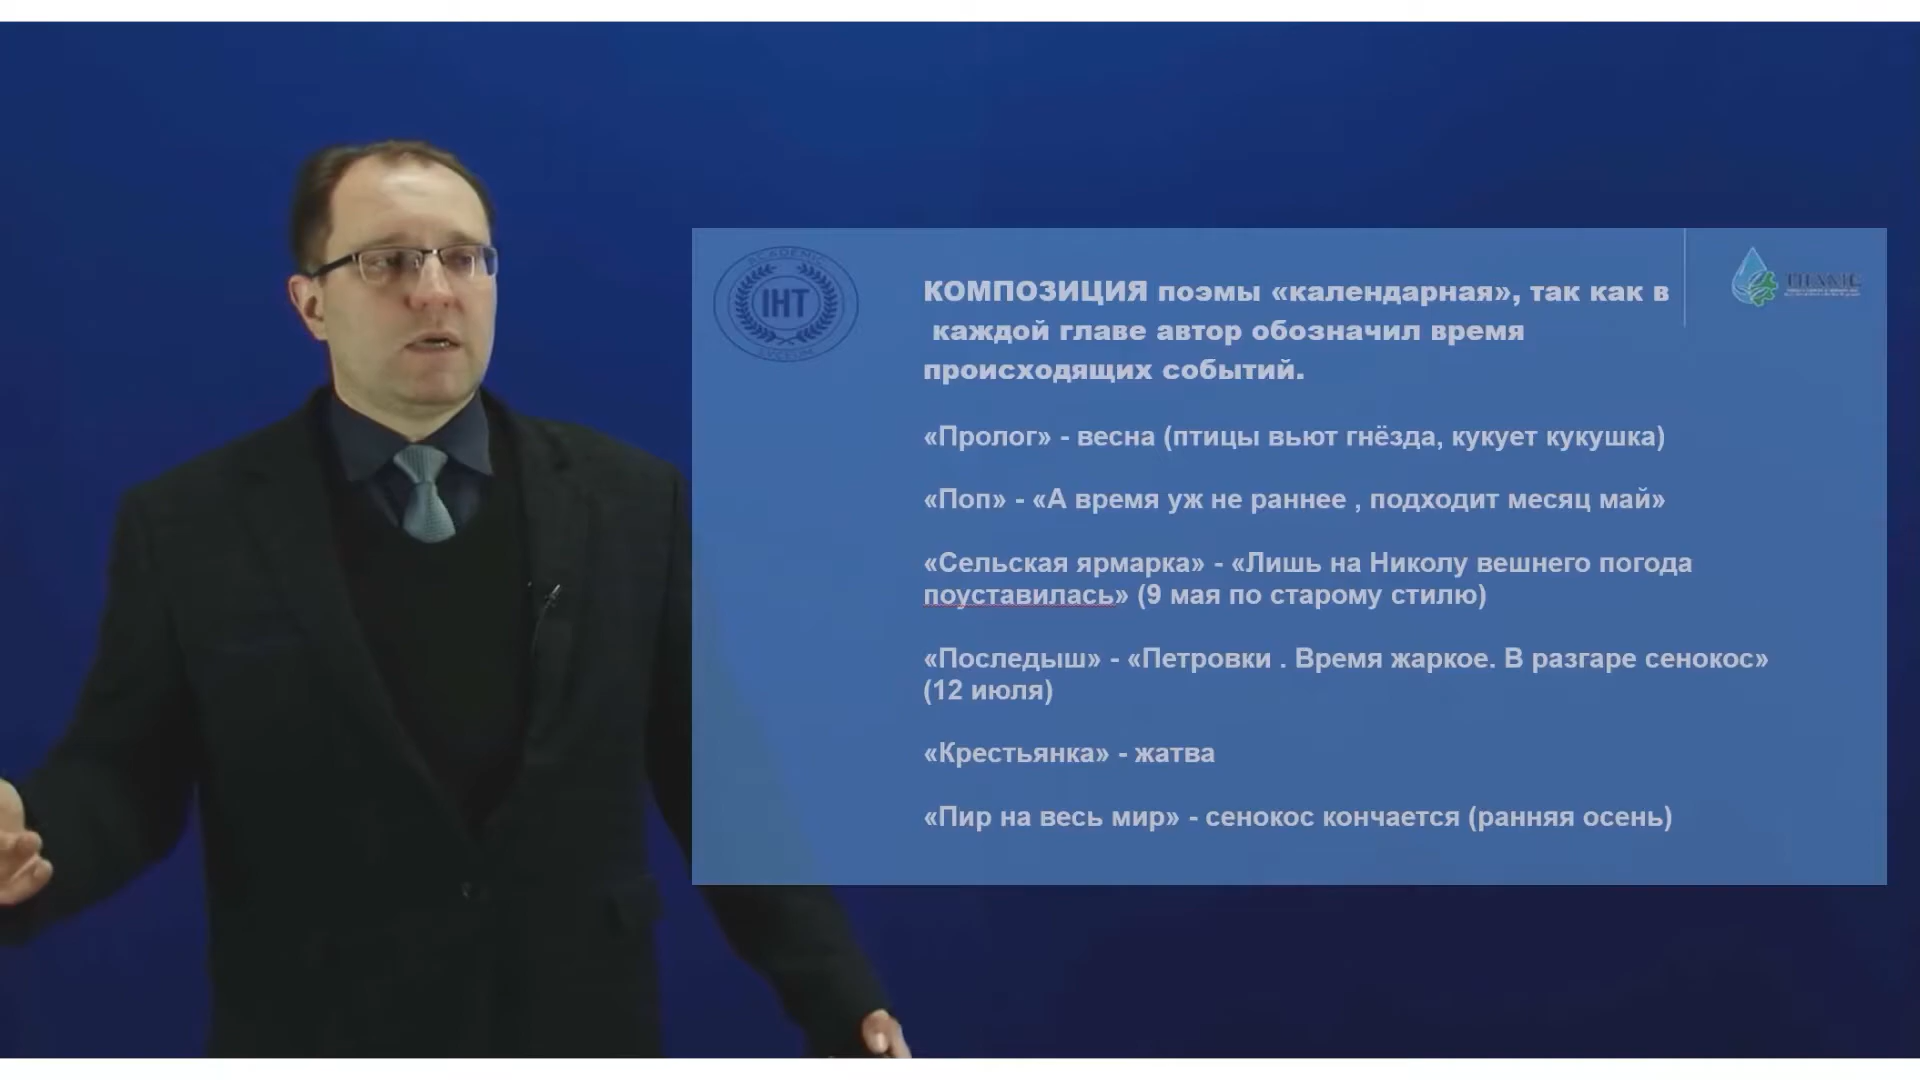 ACADEMIC
ІНТ
LYCEUM
КОМПОЗИЦИЯ поэмы «календарная», так как в
каждой главе автор обозначил время
происходящих событий.
«Пролог» - весна (птицы вьют гнёзда, кукует кукушка)
«Поп» - «А время уж не раннее , подходит месяц май»
«Сельская ярмарка» - «Лишь на Николу вешнего погода
поуставилась» (9 мая по старому стилю)
«Последыш» - «Петровки . Время жаркое. В разгаре сенокос»
(12 июля)
«Крестьянка» - жатва
«Пир на весь мир» - сенокос кончается (ранняя осень)